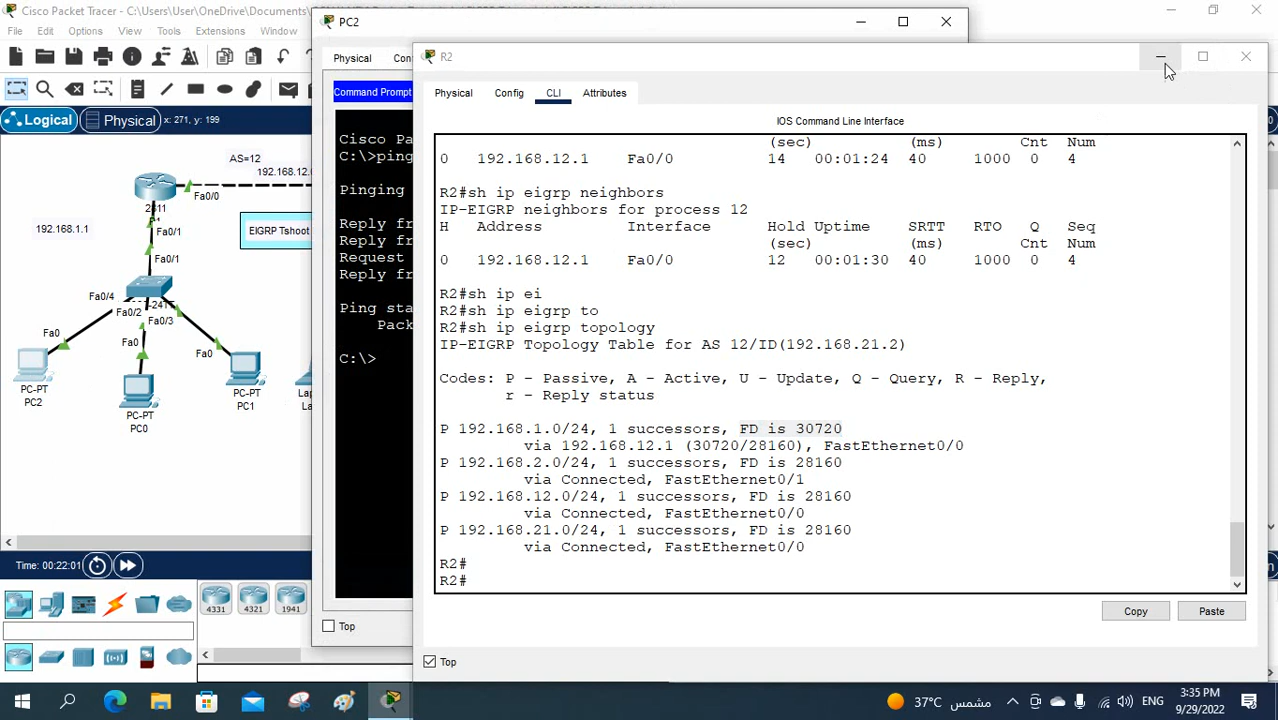 Cisco Packet Tracer - C:\Users\User\OneDrive\Documents\
File Edit Options View Tools Extensions Window
Logical Physical x: 271, y: 199
AS=12
192.168.12.0
Fa0/0
2811
R1
192.168.1.1
Fa0/1
EIGRP Tshoot
Fa0/1
Fa0/4
-24TT
Fa0/2
Fa0/3
Fa0
Fa0
Fa0
PC-PT
PC2
PC-PT
PC0
PC-PT
PC1
Time: 00:22:01
4331 4321 1941
PC2
Physical
Command Prompt
Cisco Pa
C:\>ping
Pinging
Reply fr
Reply fr
Request
Reply fr
Ping sta
Pack
C:\>
Top
R2
Physical Config CLI Attributes
IOS Command Line Interface
(sec) (ms) Cnt Num
0 192.168.12.1 Fa0/0 14 00:01:24 40 1000 0 4
R2#sh ip eigrp neighbors
IP-EIGRP neighbors for process 12
H Address Interface Hold Uptime SRTT RTO Q Seq
(sec) (ms) Cnt Num
0 192.168.12.1 Fa0/0 12 00:01:30 40 1000 0 4
R2#sh ip ei
R2#sh ip eigrp to
R2#sh ip eigrp topology
IP-EIGRP Topology Table for AS 12/ID(192.168.21.2)
Codes: P - Passive, A - Active, U - Update, Q - Query, R - Reply,
r - Reply status
P 192.168.1.0/24, 1 successors, FD is 30720
via 192.168.12.1 (30720/28160), FastEthernet0/0
P 192.168.2.0/24, 1 successors, FD is 28160
via Connected, FastEthernet0/1
P 192.168.12.0/24, 1 successors, FD is 28160
via Connected, FastEthernet0/0
P 192.168.21.0/24, 1 successors, FD is 28160
via Connected, FastEthernet0/0
R2#
R2#
Copy Paste
Top
37°C مشمس
ENG
3:35 PM
9/29/2022